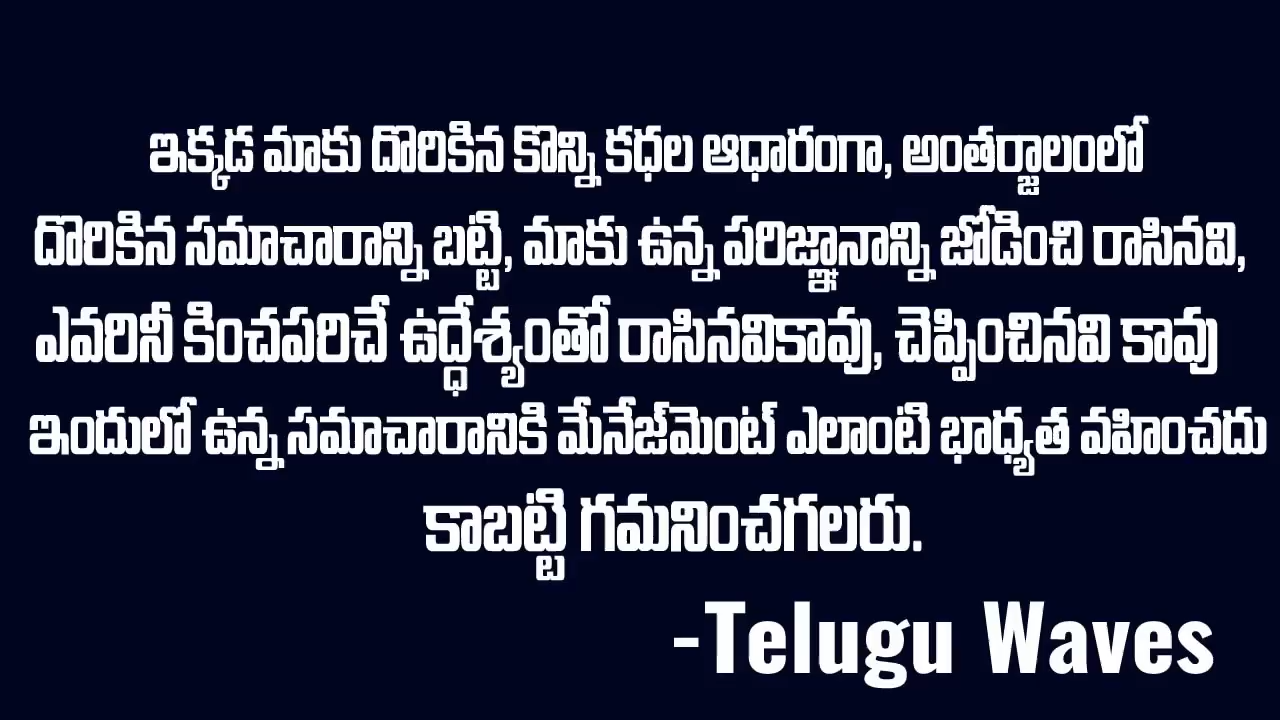 ఇక్కడ మాకు దొరికిన కొన్ని కధల ఆధారంగా, అంతర్జాలంలో
దొరికిన సమాచారాన్ని బట్టి, మాకు ఉన్న పరిజ్ఞానాన్ని జోడించి రాసినవి,
ఎవరినీ కించపరిచే ఉద్ధేశ్యంతో రాసినవికావు, చెప్పించినవి కావు
ఇందులో ఉన్న సమాచారానికి మేనేజ్‌మెంట్ ఎలాంటి భాధ్యత వహించదు
కాబట్టి గమనించగలరు.
-Telugu Waves